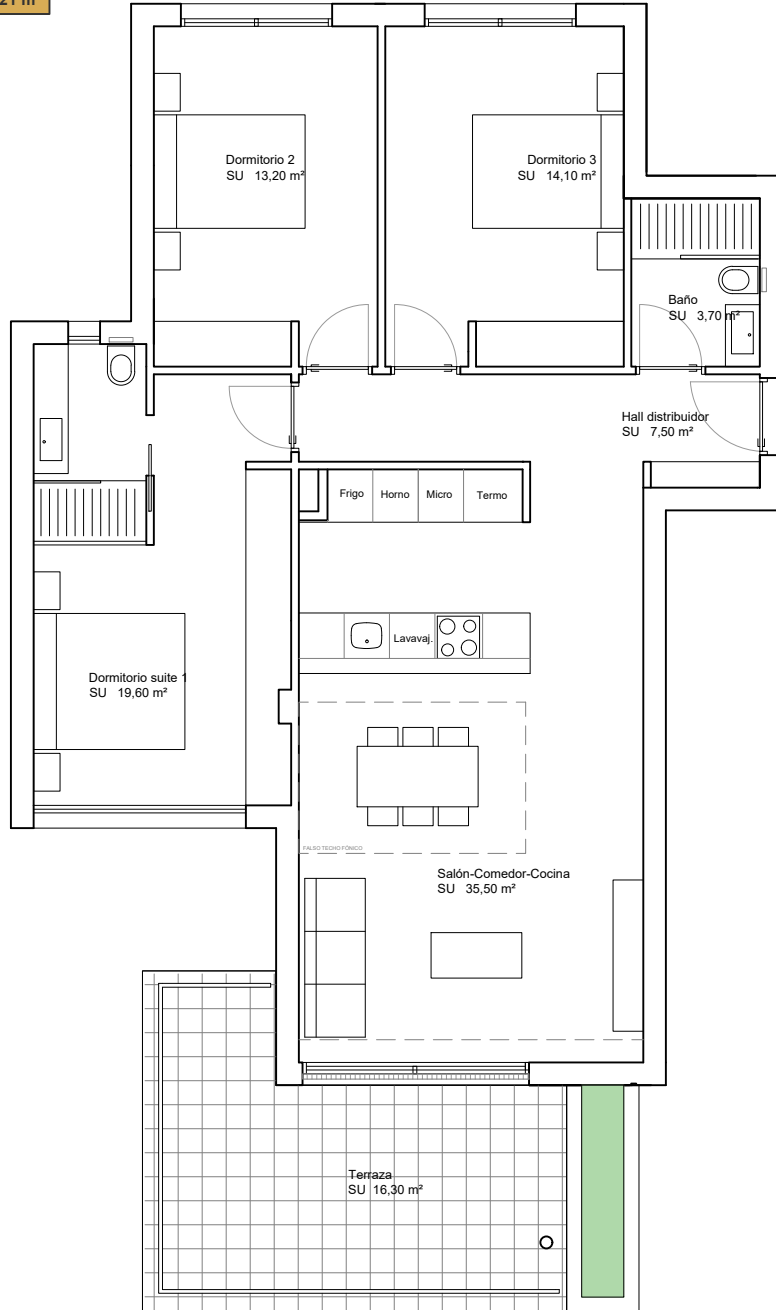 Dormitorio 2
SU 13,20 m²
Dormitorio 3
SU 14,10 m²
Baño
SU 3,70 m²
Hall distribuidor
SU 7,50 m²
Frigo
Horno
Micro
Termo
Lavavaj.
Dormitorio suite 1
SU 19,60 m²
FALSO TECHO FÓNICO
Salón-Comedor-Cocina
SU 35,50 m²
Terraza
SU 16,30 m²